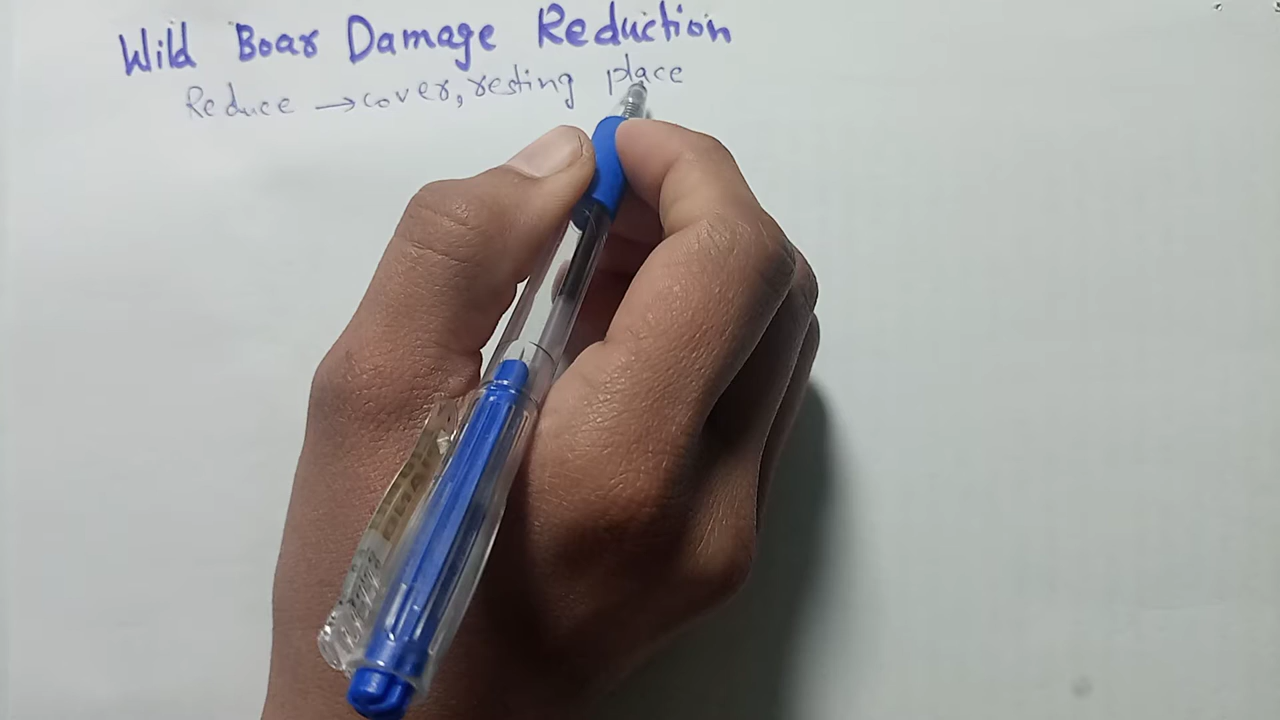 Wild Boar Damage Reduction
Reduce → cover, resting place